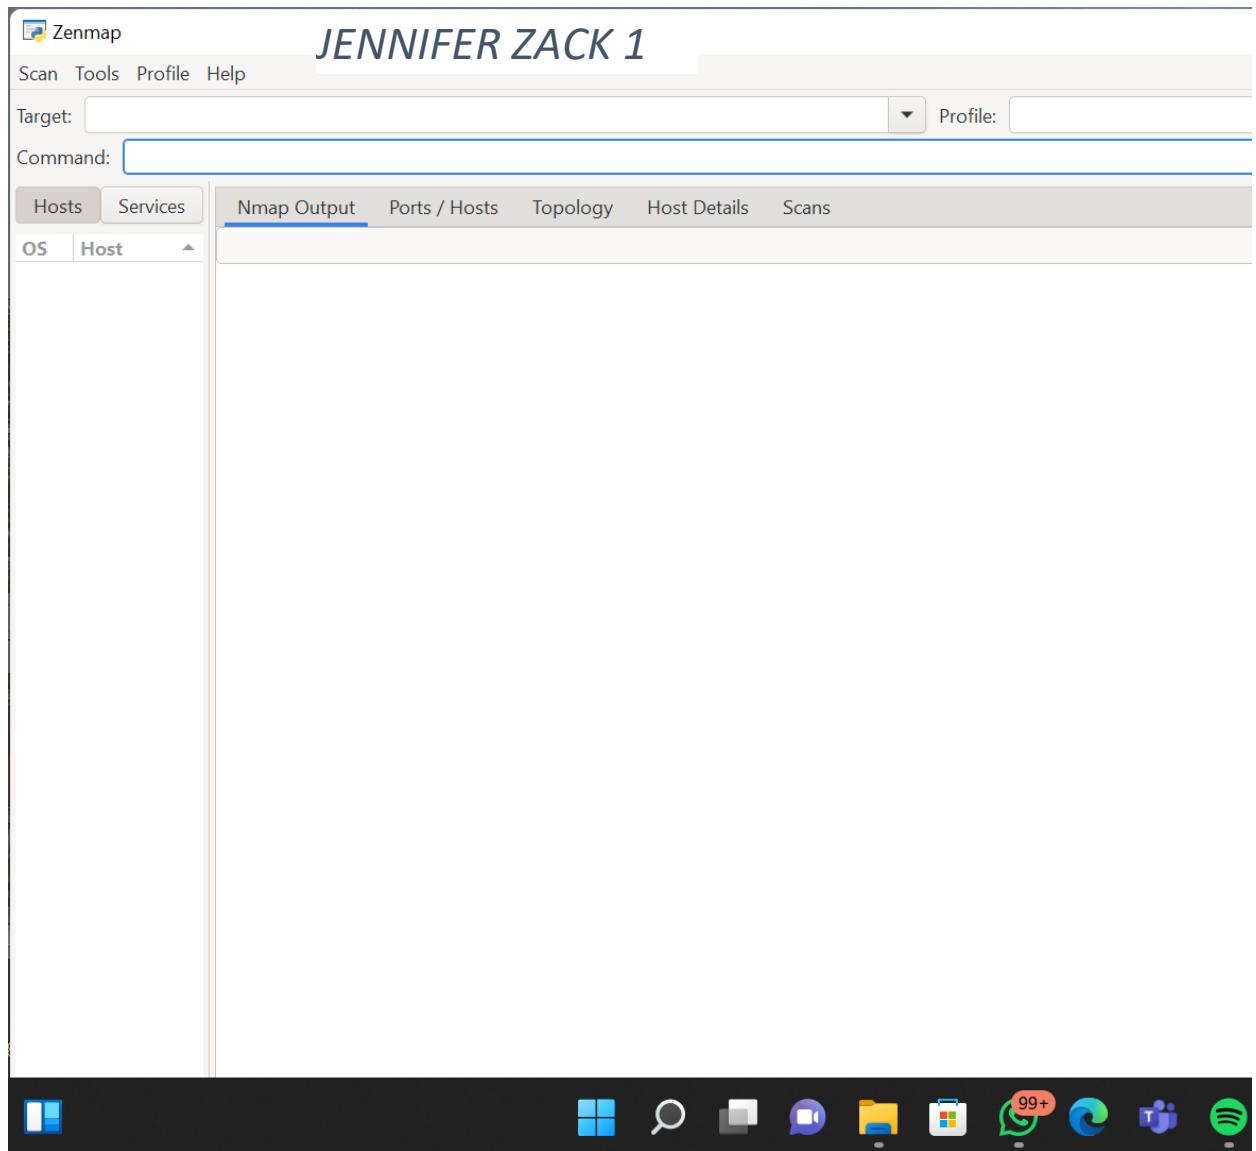 Zenmap
JENNIFER ZACK 1
Scan Tools Profile Help
Target: Profile:
Command:
Hosts Services Nmap Output Ports / Hosts Topology Host Details Scans
OS Host
99+
T